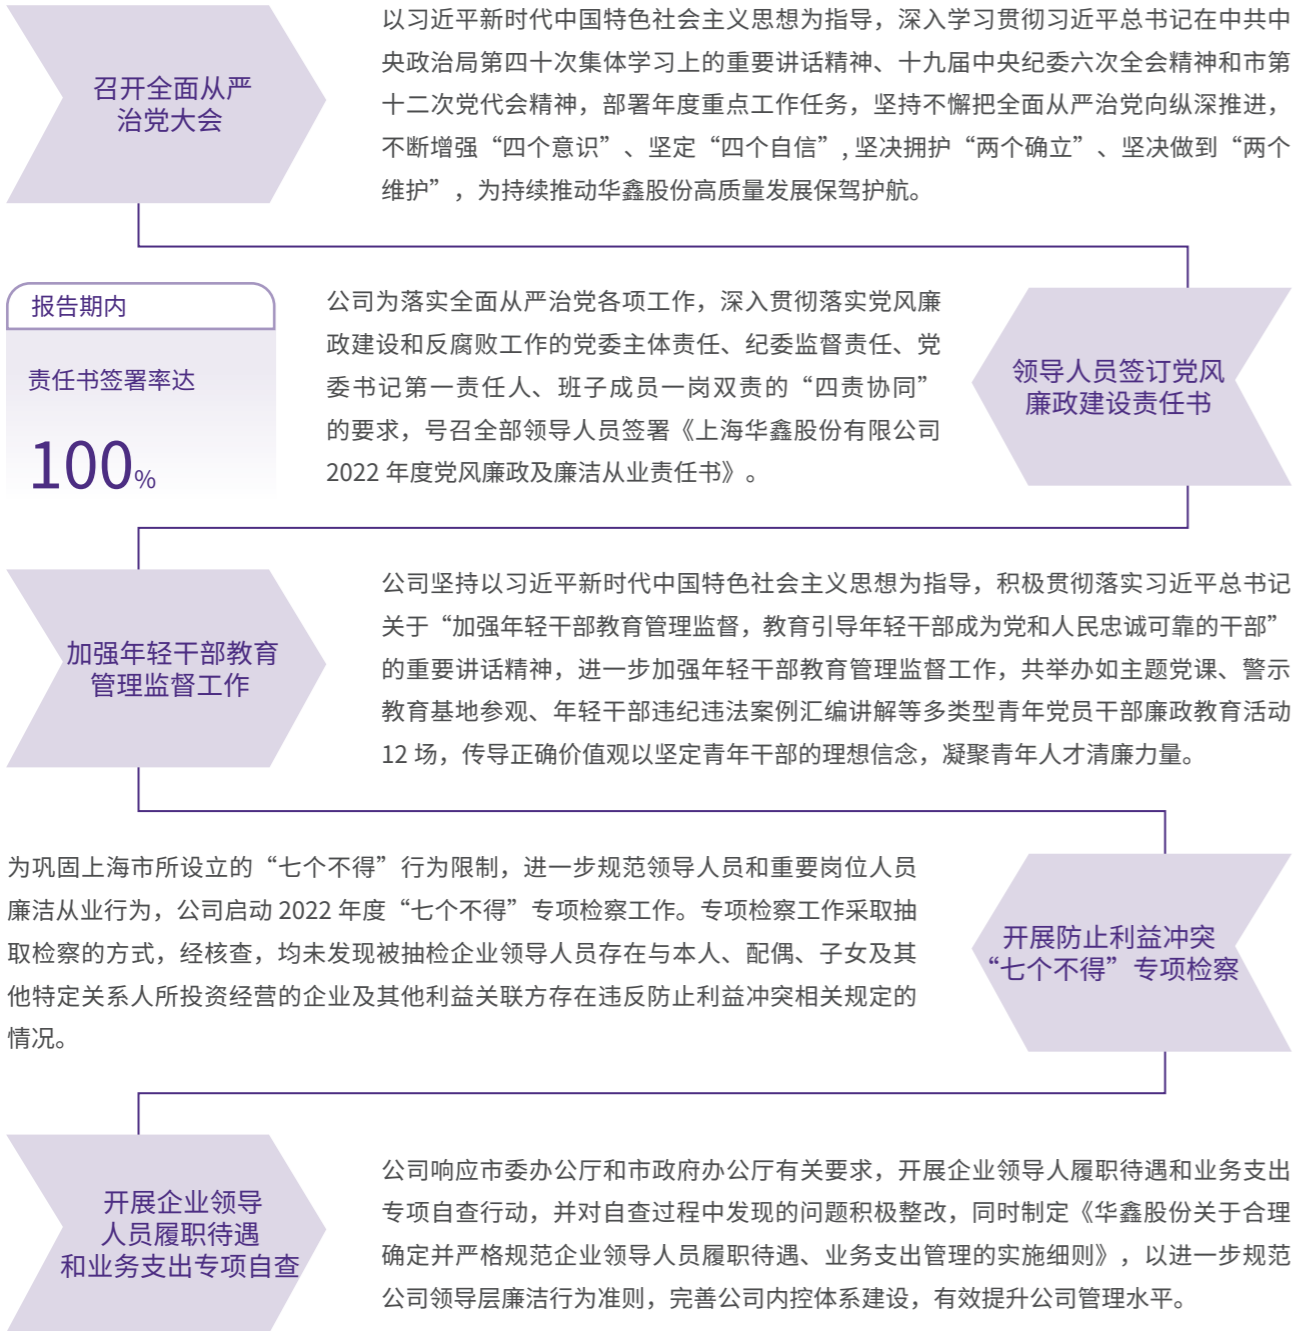 召开全面从严
治党大会
以习近平新时代中国特色社会主义思想为指导，深入学习贯彻习近平总书记在中共中
央政治局第四十次集体学习上的重要讲话精神、十九届中央纪委六次全会精神和市第
十二次党代会精神，部署年度重点工作任务，坚持不懈把全面从严治党向纵深推进，
不断增强“四个意识”、坚定“四个自信”, 坚决拥护“两个确立”、坚决做到“两个
维护”，为持续推动华鑫股份高质量发展保驾护航。
报告期内
责任书签署率达
100%
公司为落实全面从严治党各项工作，深入贯彻落实党风廉
政建设和反腐败工作的党委主体责任、纪委监督责任、党
委书记第一责任人、班子成员一岗双责的“四责协同”
的要求，号召全部领导人员签署《上海华鑫股份有限公司
2022 年度党风廉政及廉洁从业责任书》。
领导人员签订党风
廉政建设责任书
加强年轻干部教育
管理监督工作
公司坚持以习近平新时代中国特色社会主义思想为指导，积极贯彻落实习近平总书记
关于“加强年轻干部教育管理监督，教育引导年轻干部成为党和人民忠诚可靠的干部”
的重要讲话精神，进一步加强年轻干部教育管理监督工作，共举办如主题党课、警示
教育基地参观、年轻干部违纪违法案例汇编讲解等多类型青年党员干部廉政教育活动
12 场，传导正确价值观以坚定青年干部的理想信念，凝聚青年人才清廉力量。
为巩固上海市所设立的“七个不得”行为限制，进一步规范领导人员和重要岗位人员
廉洁从业行为，公司启动 2022 年度“七个不得”专项检察工作。专项检察工作采取抽
取检察的方式，经核查，均未发现被抽检企业领导人员存在与本人、配偶、子女及其
他特定关系人所投资经营的企业及其他利益关联方存在违反防止利益冲突相关规定的
情况。
开展防止利益冲突
“七个不得”专项检察
开展企业领导
人员履职待遇
和业务支出专项自查
公司响应市委办公厅和市政府办公厅有关要求，开展企业领导人履职待遇和业务支出
专项自查行动，并对自查过程中发现的问题积极整改，同时制定《华鑫股份关于合理
确定并严格规范企业领导人员履职待遇、业务支出管理的实施细则》，以进一步规范
公司领导层廉洁行为准则，完善公司内控体系建设，有效提升公司管理水平。